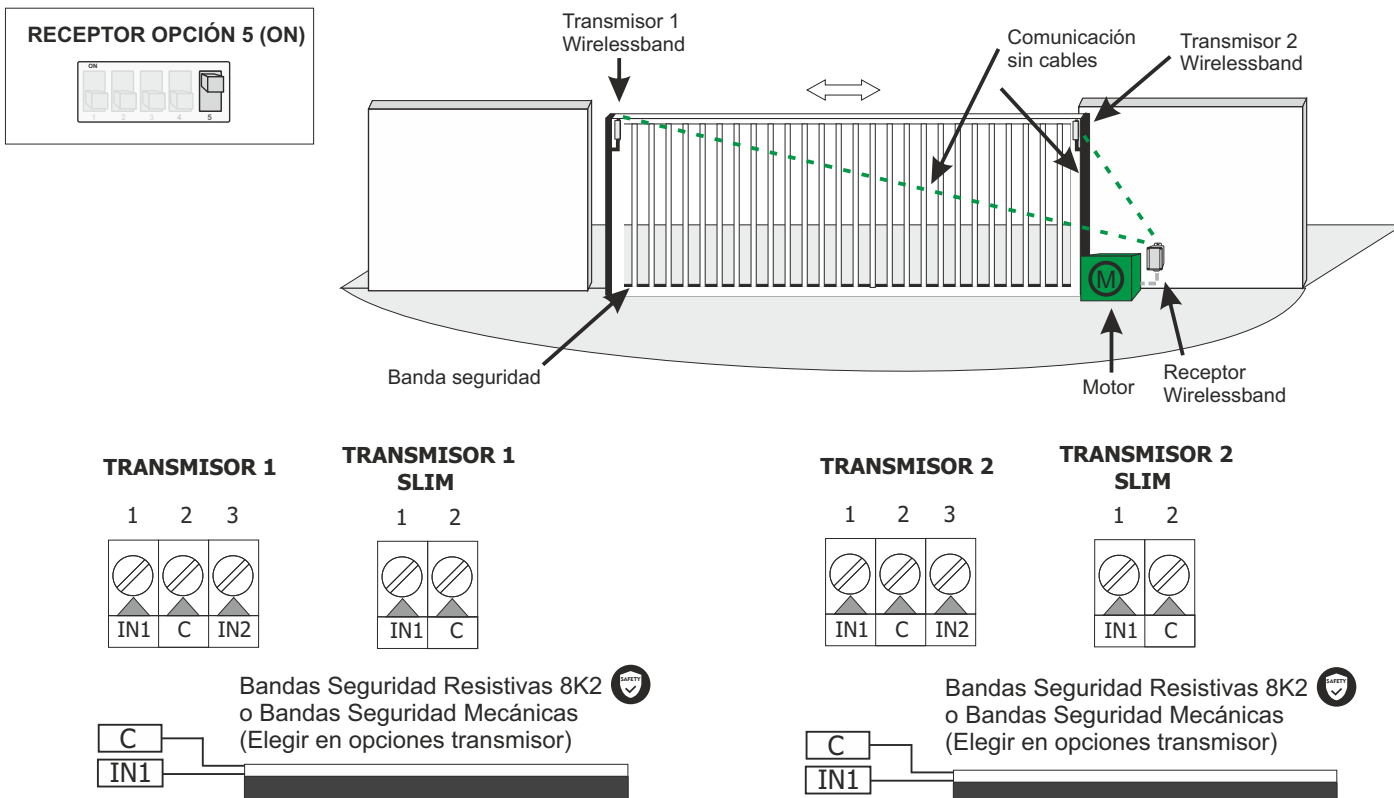 RECEPTOR OPCIÓN 5 (ON)
ON
1 2 3 4 5
Transmisor 1
Wirelessband
Comunicación
sin cables
Transmisor 2
Wirelessband
M
Banda seguridad
Motor
Receptor
Wirelessband
TRANSMISOR 1
1 2 3
IN1 C IN2
TRANSMISOR 1
SLIM
1 2
IN1 C
Bandas Seguridad Resistivas 8K2
SAFETY
o Bandas Seguridad Mecánicas
(Elegir en opciones transmisor)
C
IN1
TRANSMISOR 2
1 2 3
IN1 C IN2
TRANSMISOR 2
SLIM
1 2
IN1 C
Bandas Seguridad Resistivas 8K2
SAFETY
o Bandas Seguridad Mecánicas
(Elegir en opciones transmisor)
C
IN1